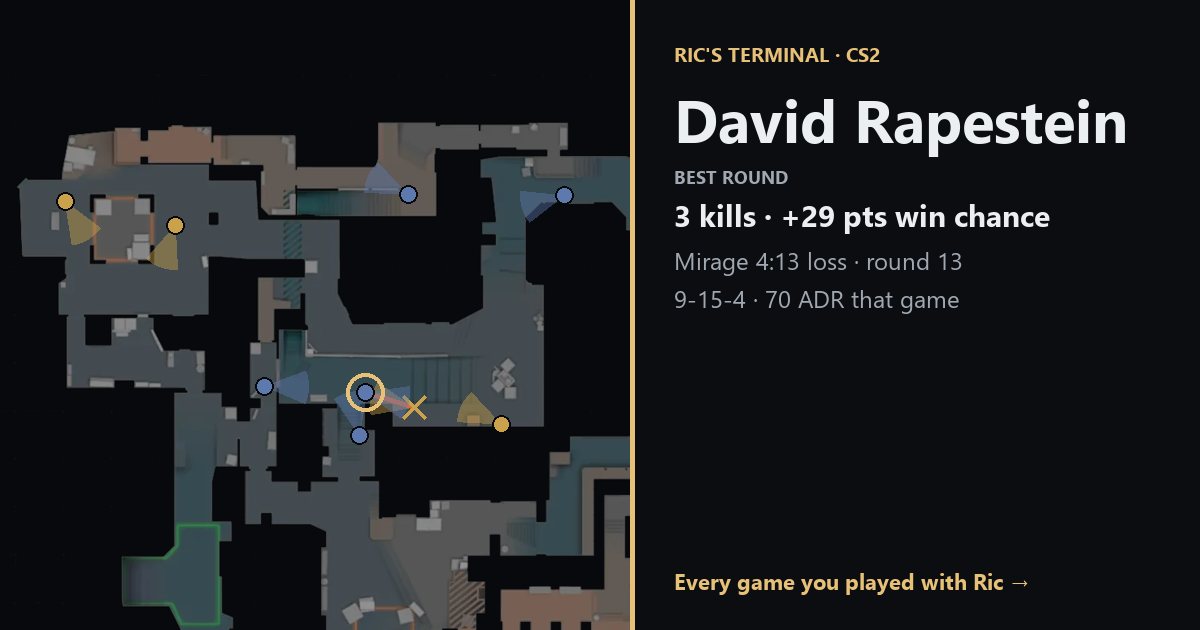 RIC'S TERMINAL · CS2
David Rapestein
BEST ROUND
3 kills · +29 pts win chance
Mirage 4:13 loss · round 13
9-15-4 · 70 ADR that game
Every game you played with Ric →